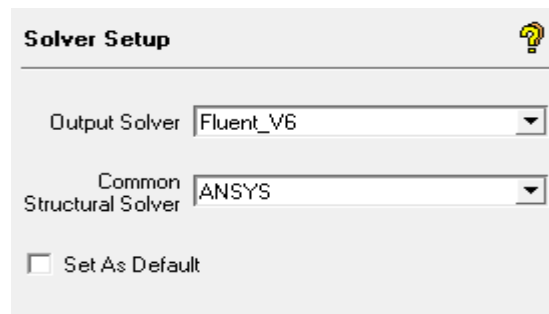 Solver Setup
Output Solver Fluent_V6
Common
Structural Solver ANSYS
Set As Default